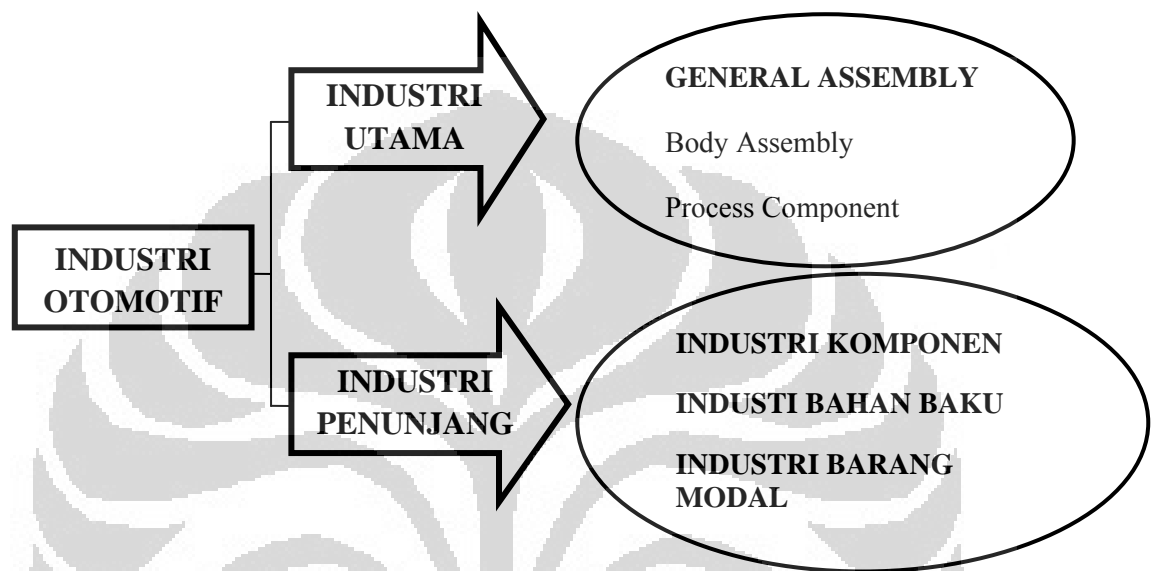 INDUSTRI
OTOMOTIF
INDUSTRI
UTAMA
GENERAL ASSEMBLY
Body Assembly
Process Component
INDUSTRI
PENUNJANG
INDUSTRI KOMPONEN
INDUSTI BAHAN BAKU
INDUSTRI BARANG
MODAL